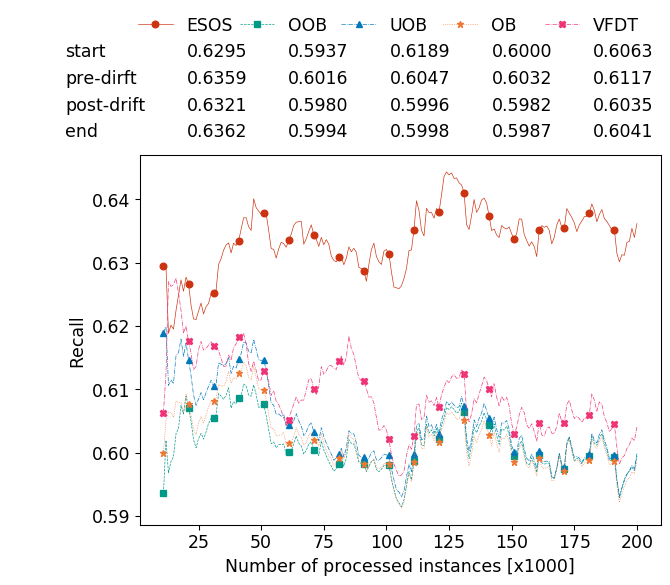 ESOS OOB UOB OB VFDT
start 0.6295 0.5937 0.6189 0.6000 0.6063
pre-dirft 0.6359 0.6016 0.6047 0.6032 0.6117
post-drift 0.6321 0.5980 0.5996 0.5982 0.6035
end 0.6362 0.5994 0.5998 0.5987 0.6041
0.64
0.63
0.62
0.61
0.60
0.59
Recall
25 50 75 100 125 150 175 200
Number of processed instances [x1000]